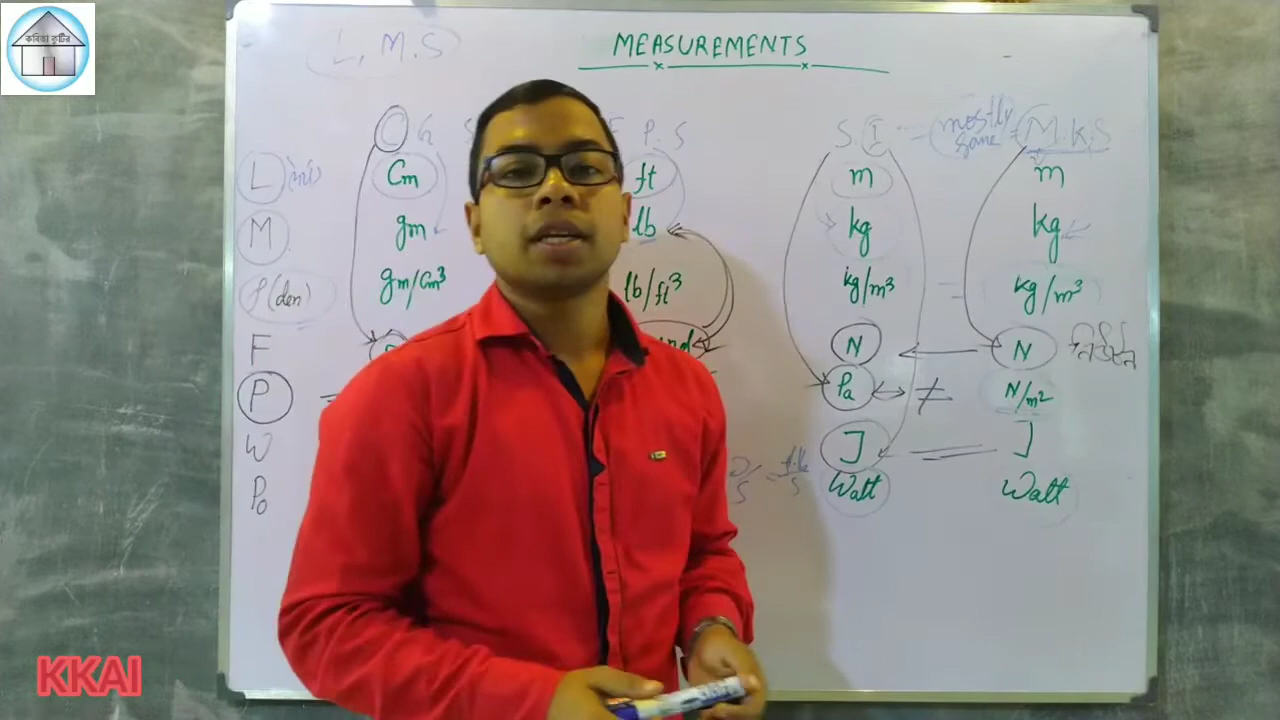 কবিতা কুটির
L, M.S
MEASUREMENTS
G S P. S S. I = mostly same = M.K.S
L Cm ft m m
M gm lb kg kg
ρ(den) gm/Cm³ lb/ft³ kg/m³ = kg/m³
F N N
P = Pa ↔ ≠ N/m²
W J = J
Po Watt Watt
KKAI